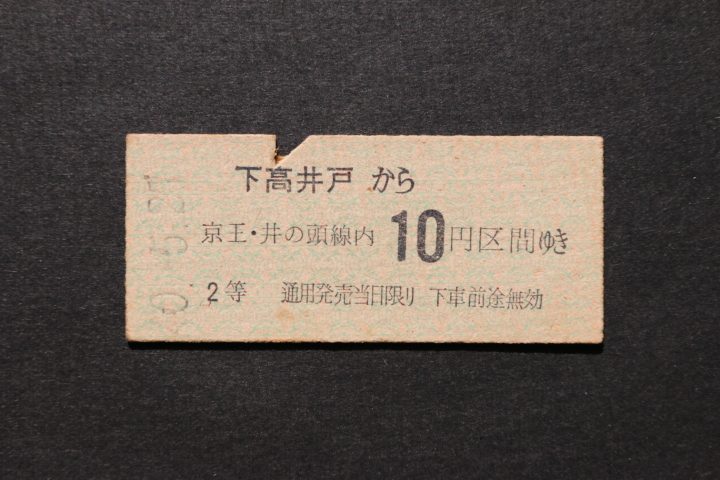 下高井戸 から
京王・井の頭線内 10円区間ゆき
2等 通用発売当日限り 下車前途無効